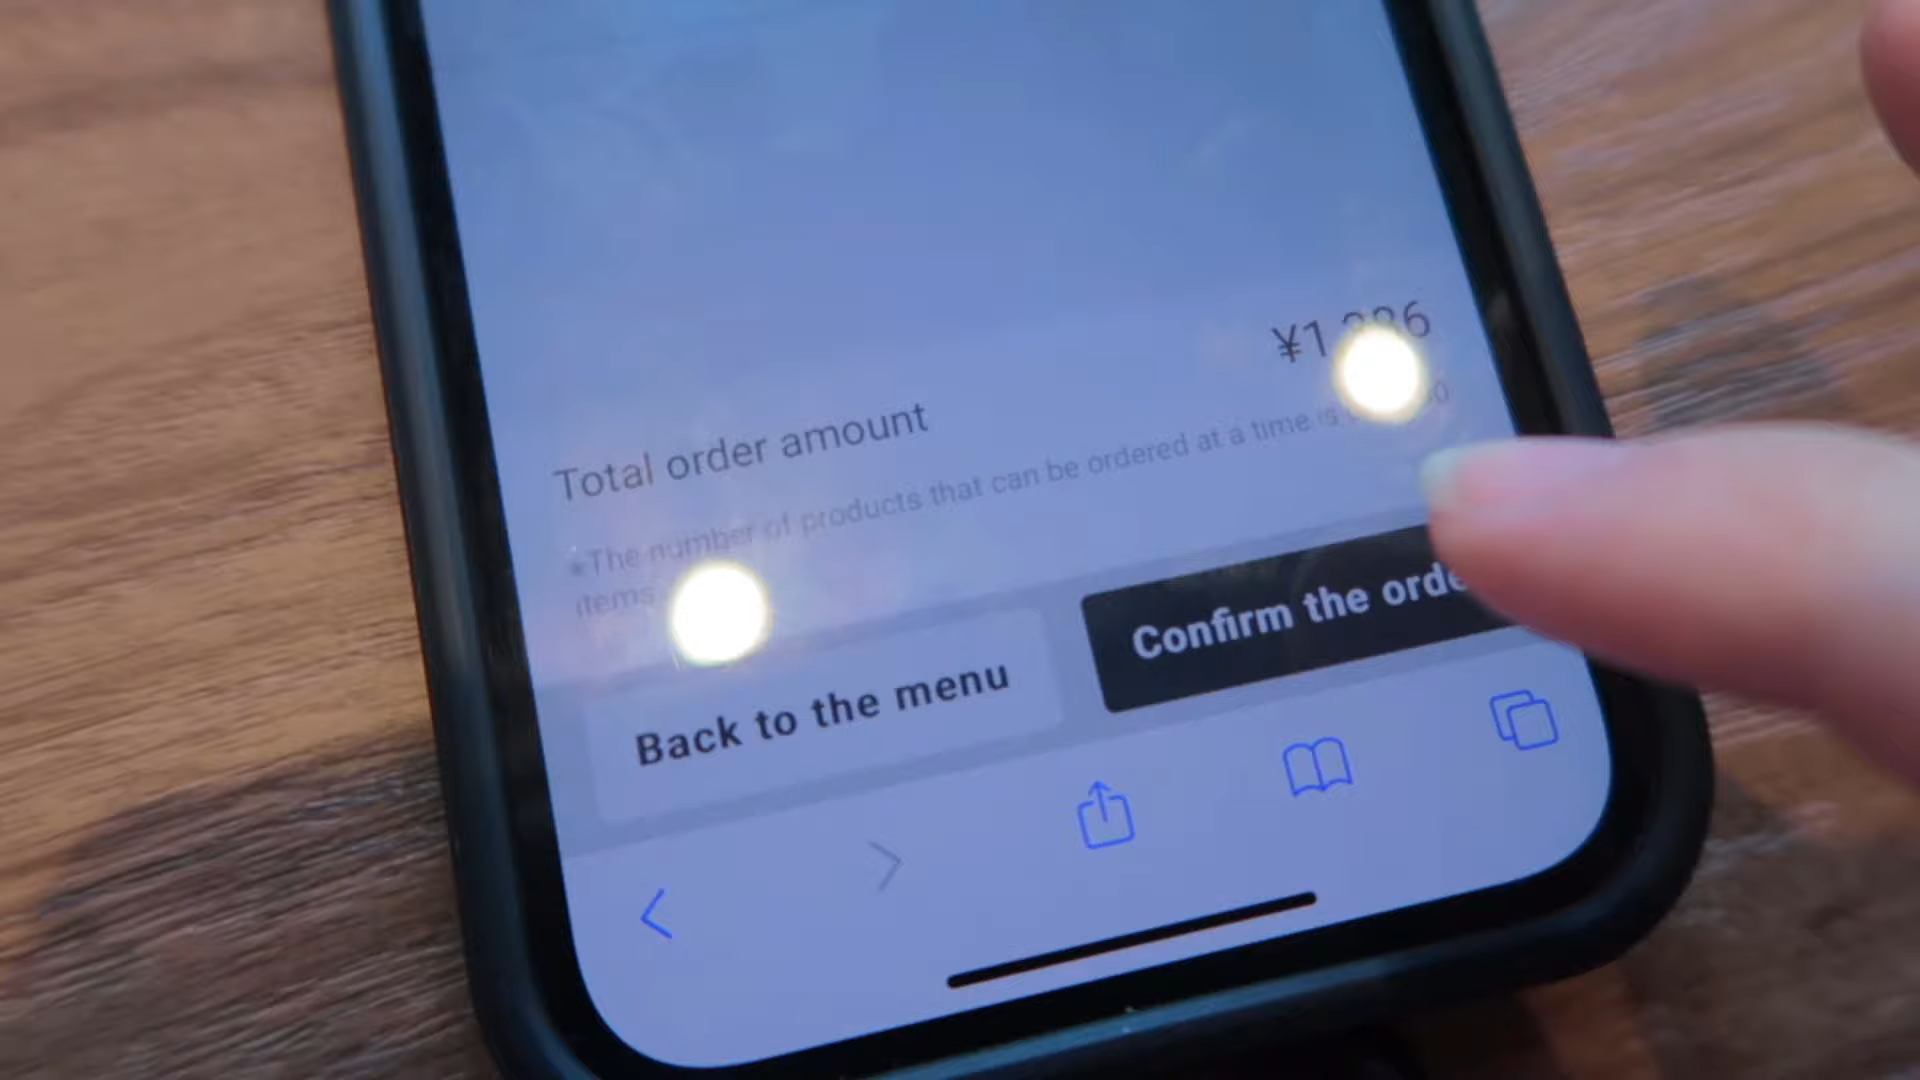 Total order amount
*The number of products that can be ordered at a time is
items
Back to the menu
Confirm the orde